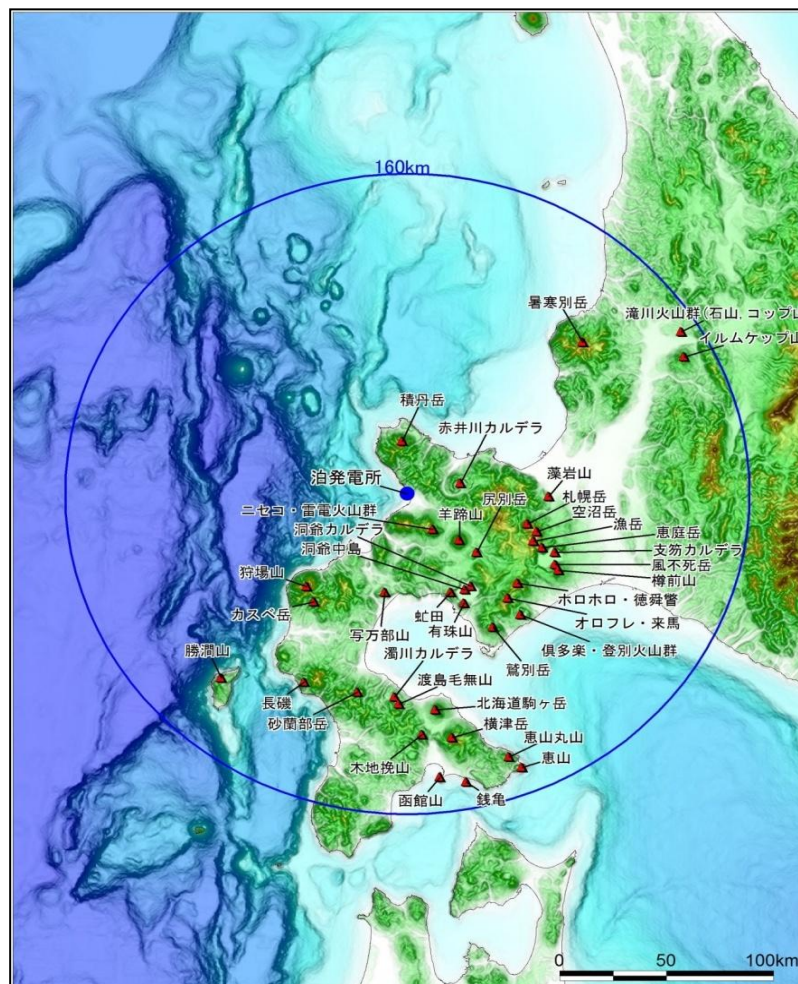 160km
暑寒別岳
滝川火山群(石山,コップ山
イルムケップ山
積丹岳
赤井川カルデラ
泊発電所
藻岩山
尻別岳
札幌岳
羊蹄山
空沼岳
ニセコ・雷電火山群
漁岳
恵庭岳
洞爺カルデラ
支笏カルデラ
洞爺中島
風不死岳
狩場山
樽前山
カスベ岳
ホロホロ・徳舜瞥
写万部山
虻田
有珠山
オロフレ・来馬
濁川カルデラ
倶多楽・登別火山群
勝澗山
鷲別岳
渡島毛無山
長磯
北海道駒ヶ岳
砂蘭部岳
横津岳
恵山丸山
木地挽山
恵山
函館山
銭亀
0 50 100km